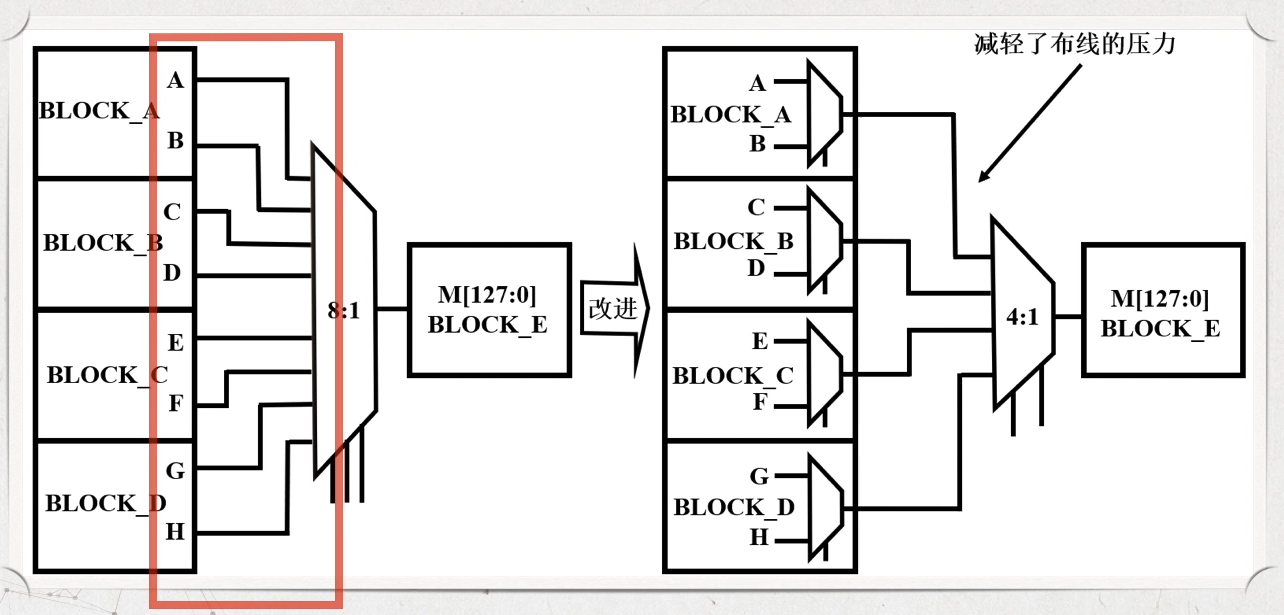 减轻了布线的压力
A
BLOCK_A
B
C
BLOCK_B
D
E
BLOCK_C
F
G
BLOCK_D
H
8:1
M[127:0]
BLOCK_E
改进
A
BLOCK_A
B
C
BLOCK_B
D
E
BLOCK_C
F
G
BLOCK_D
H
4:1
M[127:0]
BLOCK_E